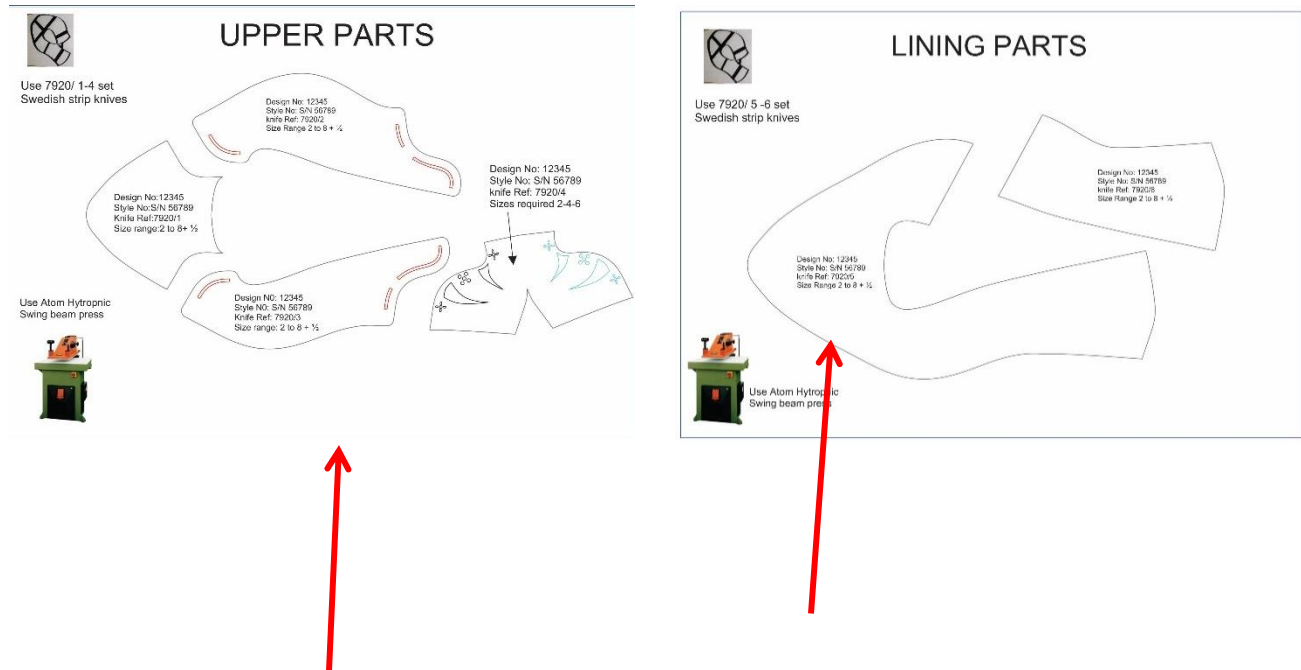 UPPER PARTS
Use 7920/ 1-4 set
Swedish strip knives
Design No: 12345
Style No: S/N 56789
knife Ref: 7920/2
Size Range 2 to 8 + ½
Design No:12345
Style No:S/N 56789
Knife Ref:7920/1
Size range:2 to 8+ ½
Design No: 12345
Style No: S/N 56789
knife Ref: 7920/4
Sizes required 2-4-6
Design N0: 12345
Style N0: S/N 56789
Knife Ref: 7920/3
Size range: 2 to 8 + ½
Use Atom Hytropnic
Swing beam press
LINING PARTS
Use 7920/ 5 -6 set
Swedish strip knives
Design No: 12345
Style No: S/N 56789
knife Ref: 7920/8
Size Range 2 to 8 + ½
Design No: 12345
Style No: S/N 56789
knife Ref: 7920/5
Size Range 2 to 8 + ½
Use Atom Hytropnic
Swing beam press